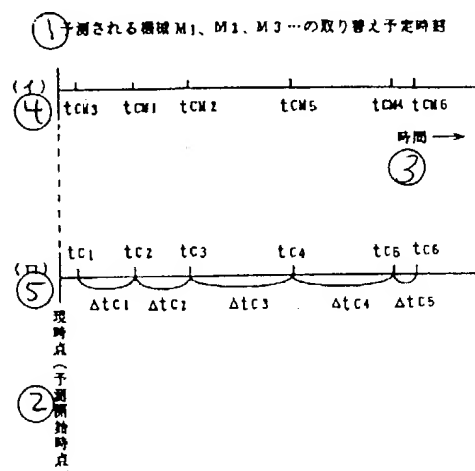 ① 予測される機械M1、M2、M3…の取り替え予定時刻
(イ)
④ tCM3 tCM1 tCM2 tCM5 tCM4 tCM6
時間 →
③
(ロ) tC1 tC2 tC3 tC4 tC5 tC6
⑤ ΔtC1 ΔtC2 ΔtC3 ΔtC4 ΔtC5
② 現時点(予測開始時点